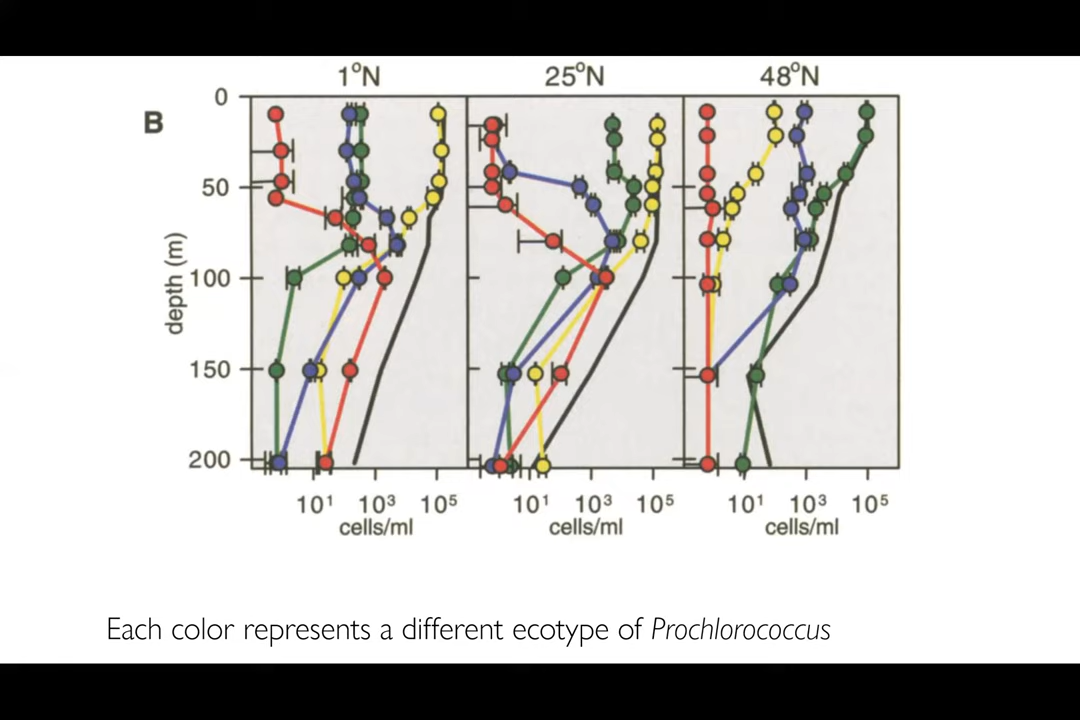 1°N 25°N 48°N
B
depth (m)
0
50
100
150
200
10¹ 10³ 10⁵ 10¹ 10³ 10⁵ 10¹ 10³ 10⁵
cells/ml cells/ml cells/ml
Each color represents a different ecotype of Prochlorococcus